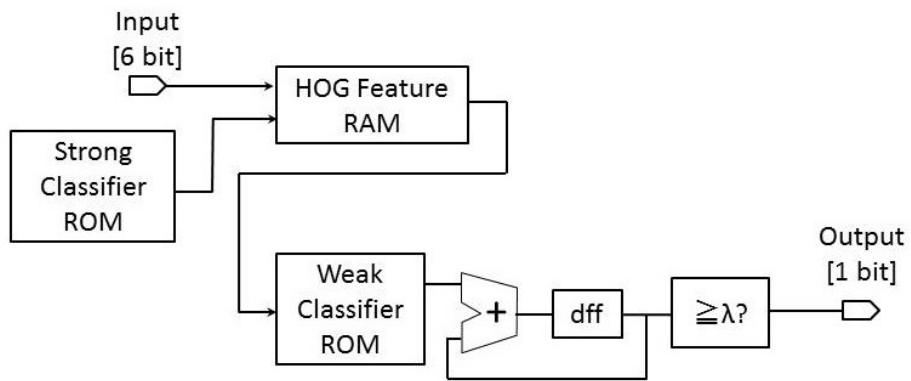 Input
[6 bit]
HOG Feature
RAM
Strong
Classifier
ROM
Weak
Classifier
ROM
+
dff
≧λ?
Output
[1 bit]